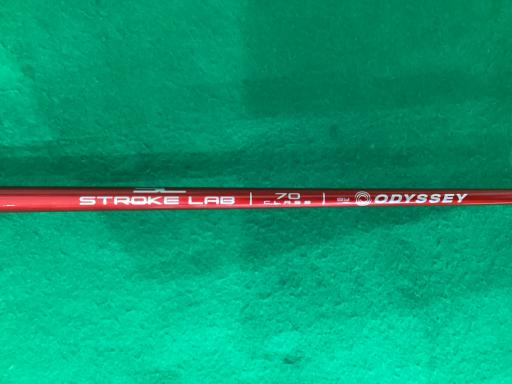 STROKE LAB | 70 CLASS | ODYSSEY